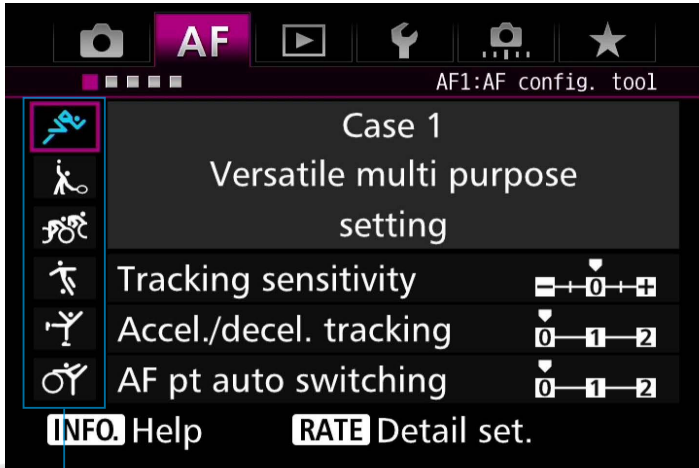 AF
AF1:AF config. tool
Case 1
Versatile multi purpose
setting
Tracking sensitivity - 0 +
Accel./decel. tracking 0 1 2
AF pt auto switching 0 1 2
INFO. Help RATE Detail set.